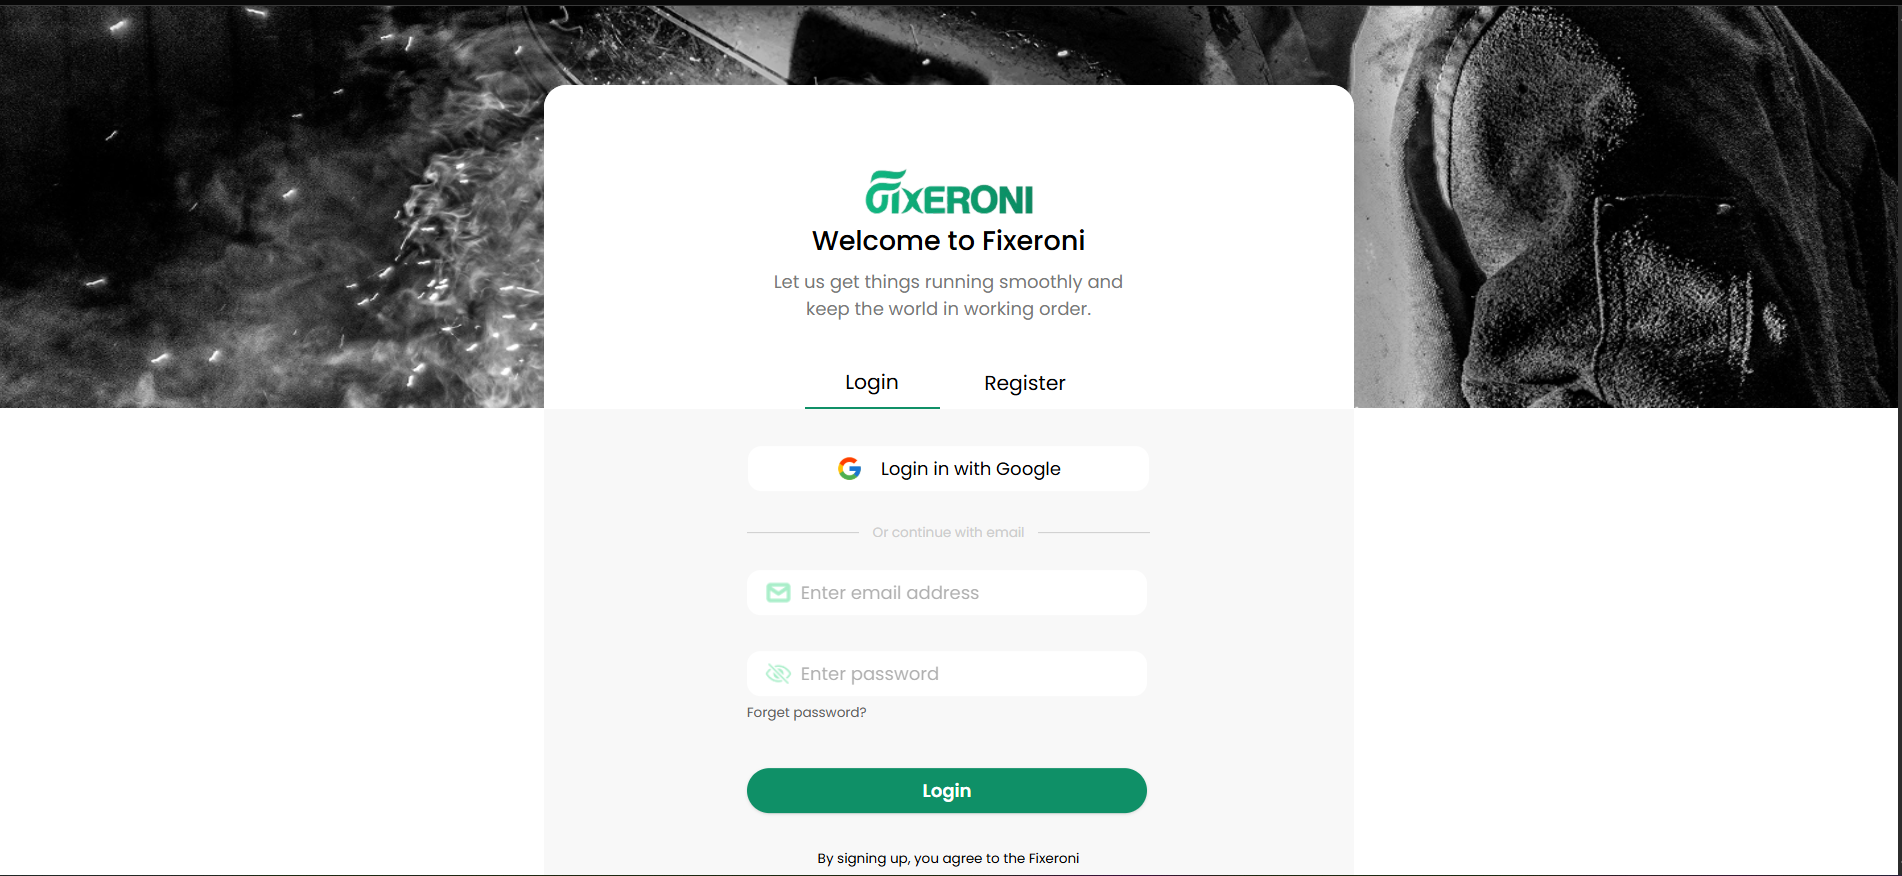 FIXERONI
Welcome to Fixeroni
Let us get things running smoothly and
keep the world in working order.
Login
Register
Login in with Google
Or continue with email
Enter email address
Enter password
Forget password?
Login
By signing up, you agree to the Fixeroni